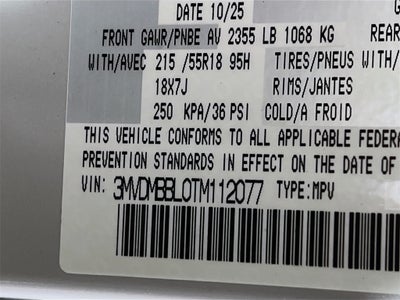 DATE 10/25 G
FRONT GAWR/PNBE AV 2355 LB 1068 KG REAR
WITH/AVEC 215 /55R18 95H TIRES/PNEUS WITH/
18X7J RIMS/JANTES
250 KPA/36 PSI COLD/A FROID
THIS VEHICLE CONFORMS TO ALL APPLICABLE FEDERA
PREVENTION STANDARDS IN EFFECT ON THE DATE OF
VIN: 3MVDMBBL0TM112077 TYPE:MPV